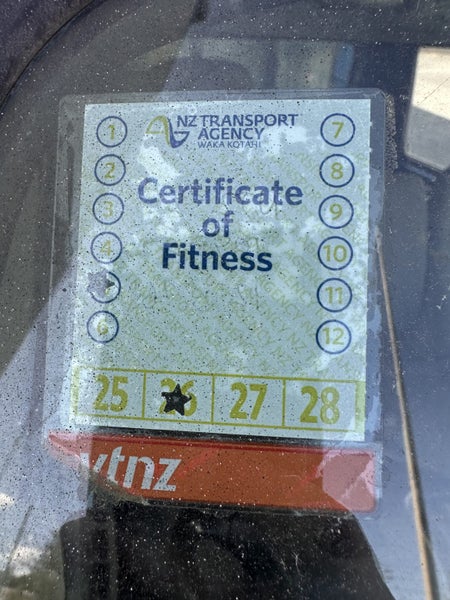 NZ TRANSPORT
AGENCY
WAKA KOTAHI
Certificate
of
Fitness
1
2
3
4
6
7
8
9
10
11
12
25 26 27 28
vtnz